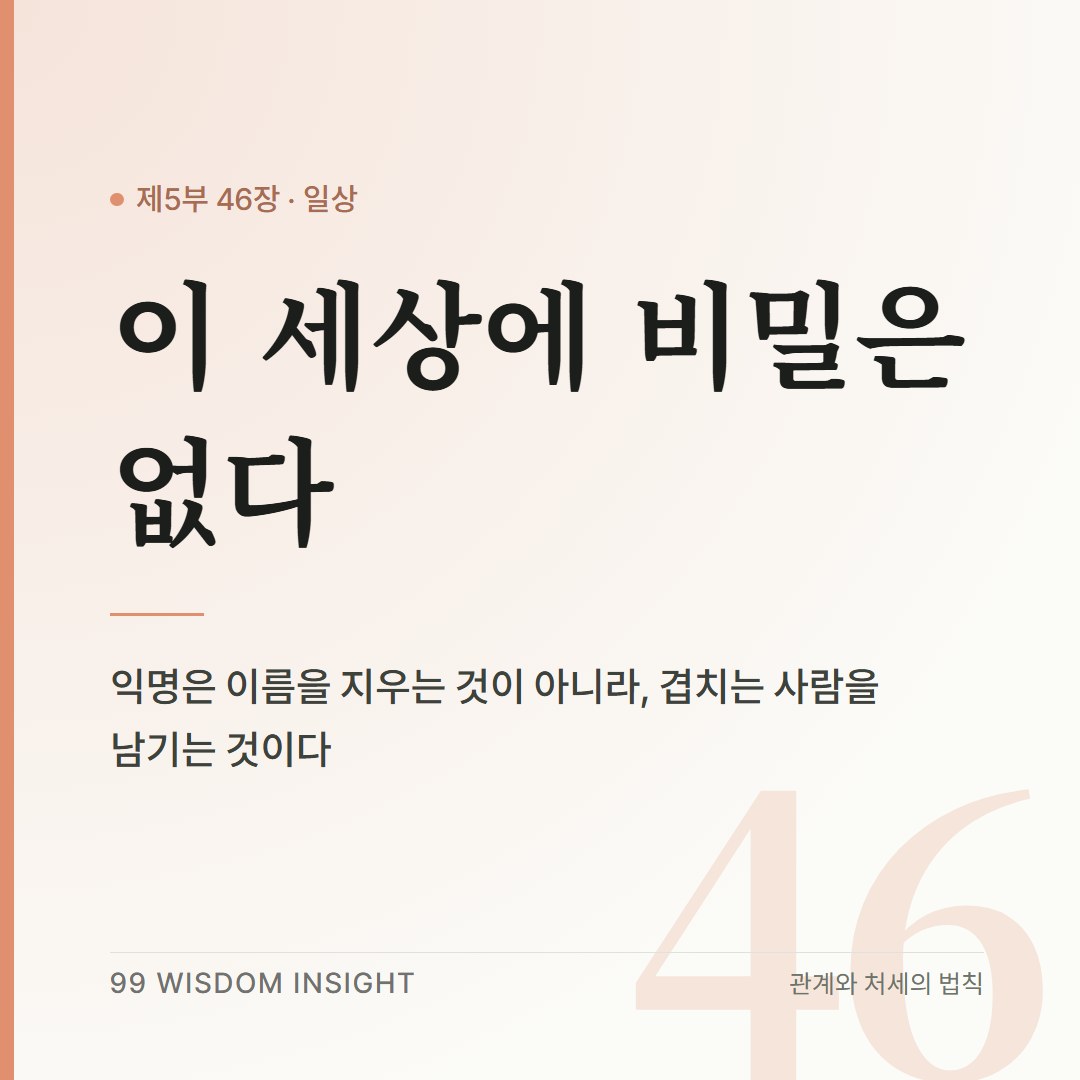 제5부 46장 · 일상
이 세상에 비밀은
없다
익명은 이름을 지우는 것이 아니라, 겹치는 사람을
남기는 것이다
46
99 WISDOM INSIGHT
관계와 처세의 법칙